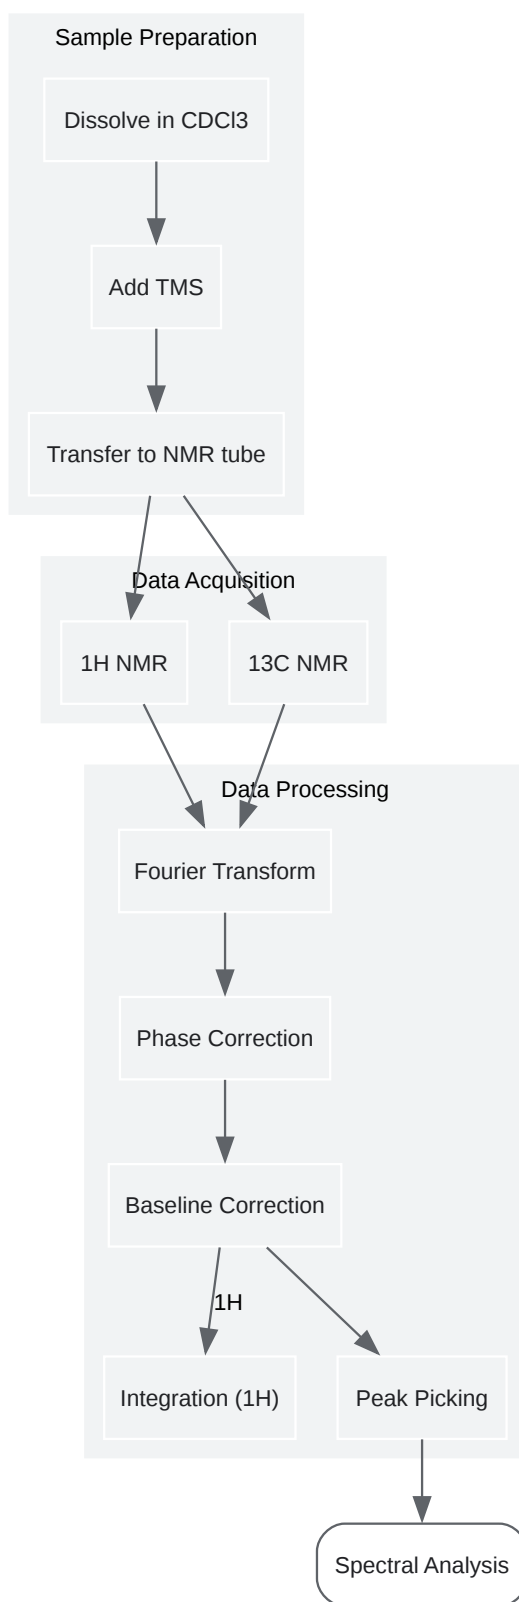 Sample Preparation
Dissolve in CDCl3
Add TMS
Transfer to NMR tube
Data Acquisition
1H NMR
13C NMR
Data Processing
Fourier Transform
Phase Correction
Baseline Correction
1H
Integration (1H)
Peak Picking
Spectral Analysis